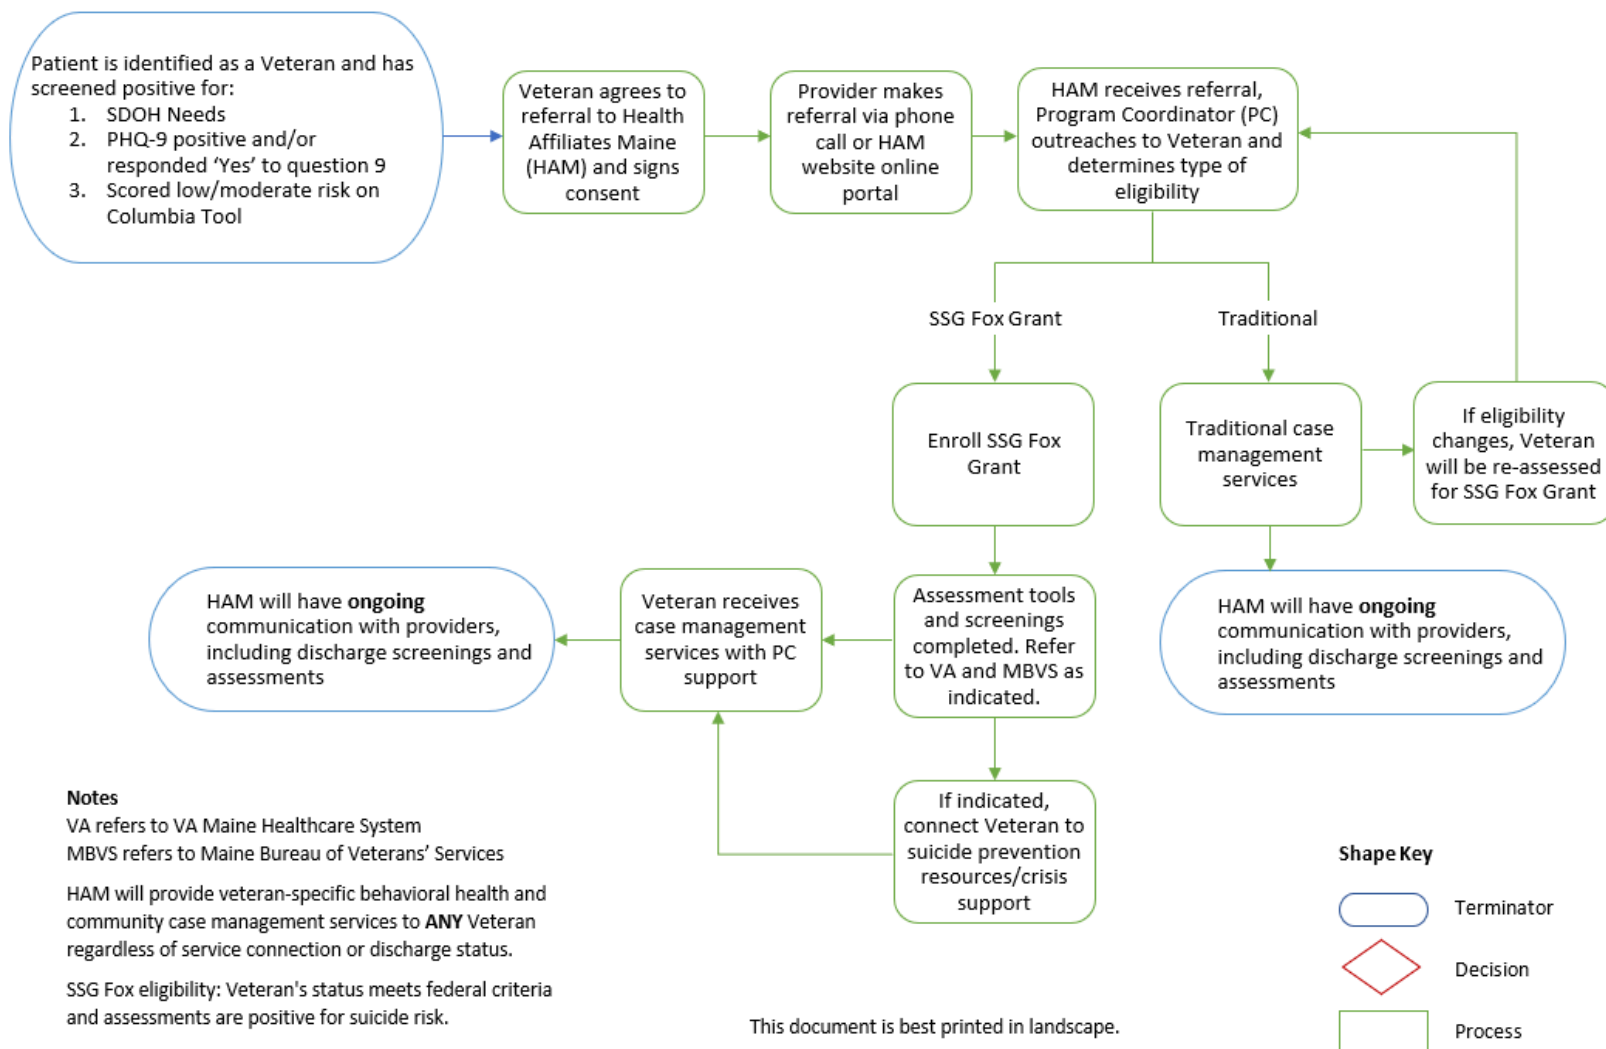 Patient is identified as a Veteran and has
screened positive for:
1. SDOH Needs
2. PHQ-9 positive and/or
responded ‘Yes’ to question 9
3. Scored low/moderate risk on
Columbia Tool
Veteran agrees to
referral to Health
Affiliates Maine
(HAM) and signs
consent
Provider makes
referral via phone
call or HAM
website online
portal
HAM receives referral,
Program Coordinator (PC)
outreaches to Veteran and
determines type of
eligibility
SSG Fox Grant
Traditional
Enroll SSG Fox
Grant
Traditional case
management
services
If eligibility
changes, Veteran
will be re-assessed
for SSG Fox Grant
HAM will have ongoing
communication with providers,
including discharge screenings and
assessments
Veteran receives
case management
services with PC
support
Assessment tools
and screenings
completed. Refer
to VA and MBVS as
indicated.
HAM will have ongoing
communication with providers,
including discharge screenings and
assessments
If indicated,
connect Veteran to
suicide prevention
resources/crisis
support
Notes
VA refers to VA Maine Healthcare System
MBVS refers to Maine Bureau of Veterans’ Services
HAM will provide veteran-specific behavioral health and
community case management services to ANY Veteran
regardless of service connection or discharge status.
SSG Fox eligibility: Veteran's status meets federal criteria
and assessments are positive for suicide risk.
This document is best printed in landscape.
Shape Key
Terminator
Decision
Process